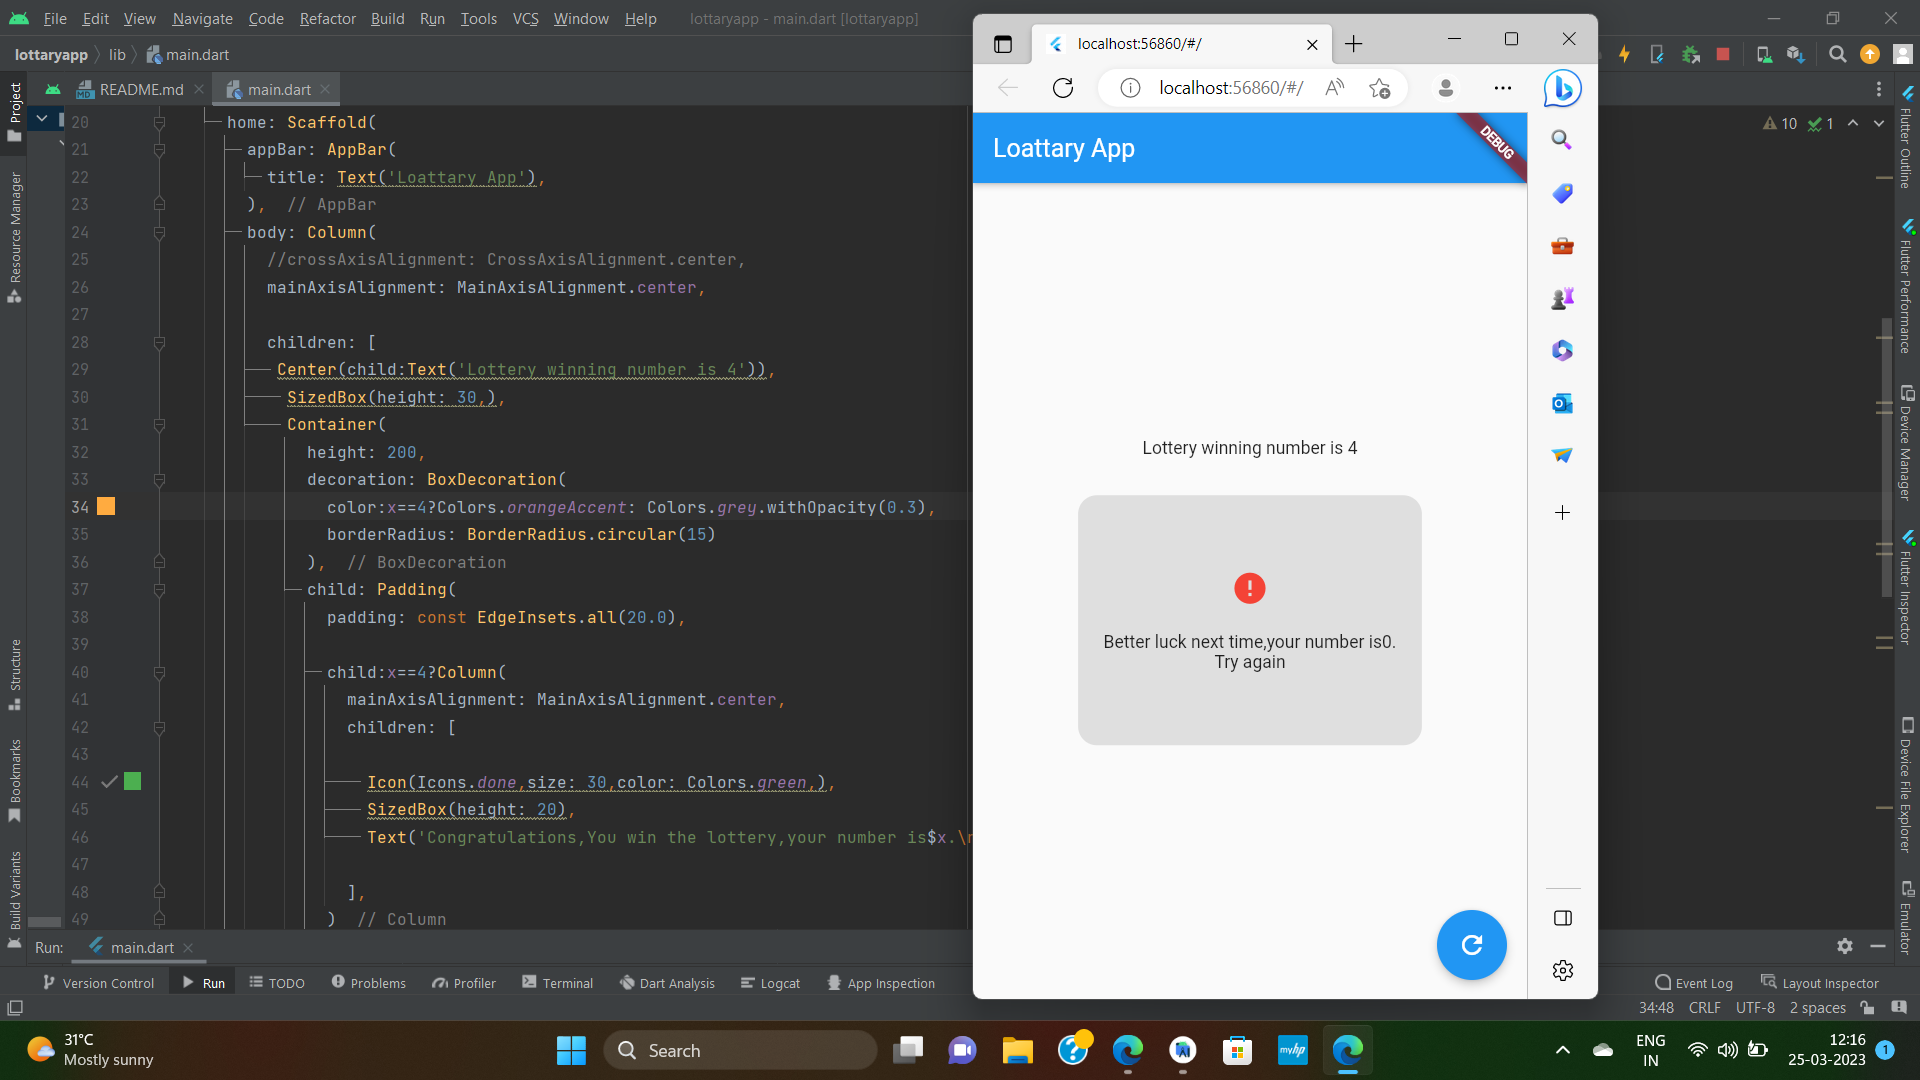 File Edit View Navigate Code Refactor Build Run Tools VCS Window Help lottaryapp - main.dart [lottaryapp]
lottaryapp lib main.dart
README.md main.dart
Project
Resource Manager
Structure
Bookmarks
Build Variants
20 home: Scaffold(
21 appBar: AppBar(
22 title: Text('Loattary App'),
23 ), // AppBar
24 body: Column(
25 //crossAxisAlignment: CrossAxisAlignment.center,
26 mainAxisAlignment: MainAxisAlignment.center,
27
28 children: [
29 Center(child:Text('Lottery winning number is 4')),
30 SizedBox(height: 30,),
31 Container(
32 height: 200,
33 decoration: BoxDecoration(
34 color:x==4?Colors.orangeAccent: Colors.grey.withOpacity(0.3),
35 borderRadius: BorderRadius.circular(15)
36 ), // BoxDecoration
37 child: Padding(
38 padding: const EdgeInsets.all(20.0),
39
40 child:x==4?Column(
41 mainAxisAlignment: MainAxisAlignment.center,
42 children: [
43
44 Icon(Icons.done,size: 30,color: Colors.green,),
45 SizedBox(height: 20),
46 Text('Congratulations,You win the lottery,your number is$x.\n
47
48 ],
49 ) // Column
localhost:56860/#/
localhost:56860/#/
Loattary App
DEBUG
Lottery winning number is 4
Better luck next time,your number is0.
Try again
10 1
Flutter Outline
Flutter Performance
Device Manager
Flutter Inspector
Device File Explorer
Emulator
Run: main.dart
Version Control Run TODO Problems Profiler Terminal Dart Analysis Logcat App Inspection Event Log Layout Inspector
34:48 CRLF UTF-8 2 spaces
31°C
Mostly sunny
Search
myhp
ENG
IN
12:16
25-03-2023
1